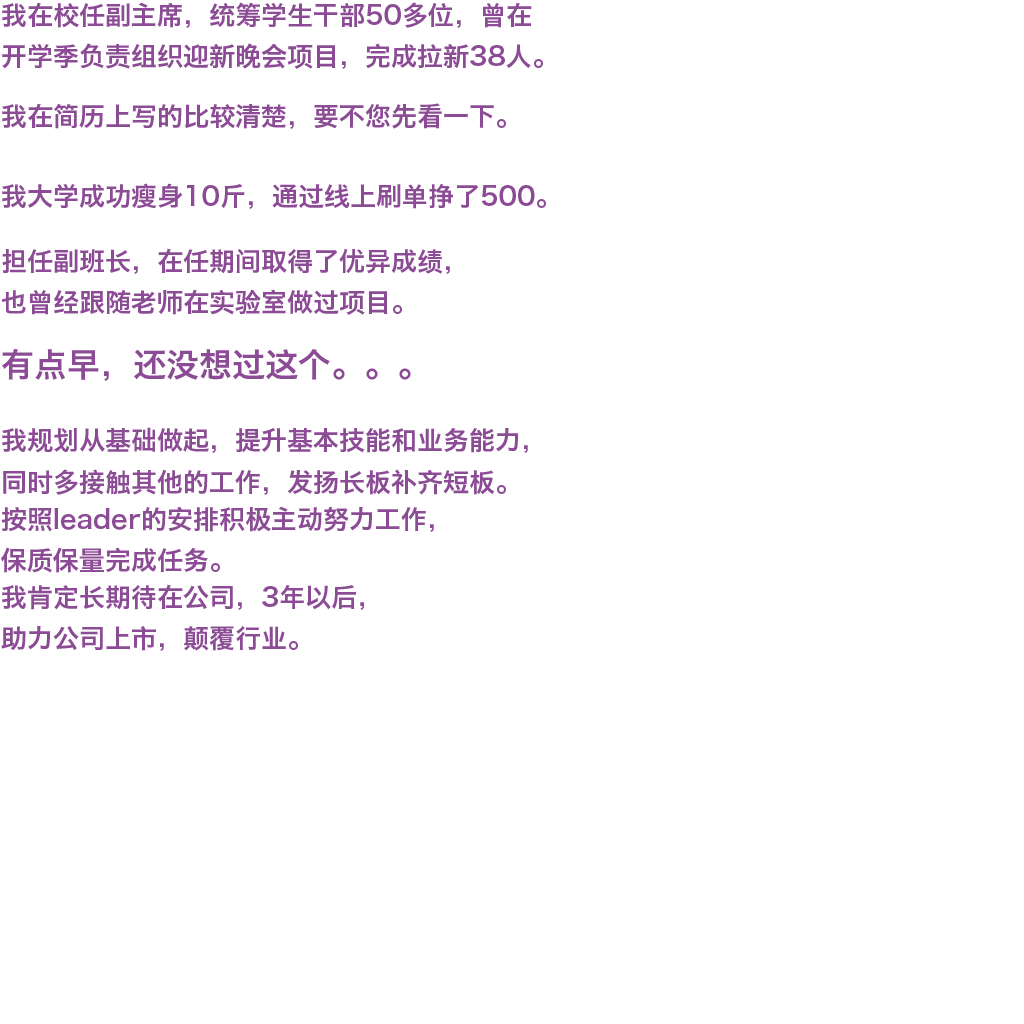 我在校任副主席，统筹学生干部50多位，曾在
开学季负责组织迎新晚会项目，完成拉新38人。
我在简历上写的比较清楚，要不您先看一下。
我大学成功瘦身10斤，通过线上刷单挣了500。
担任副班长，在任期间取得了优异成绩，
也曾经跟随老师在实验室做过项目。
有点早，还没想过这个。。。
我规划从基础做起，提升基本技能和业务能力，
同时多接触其他的工作，发扬长板补齐短板。
按照leader的安排积极主动努力工作，
保质保量完成任务。
我肯定长期待在公司，3年以后，
助力公司上市，颠覆行业。